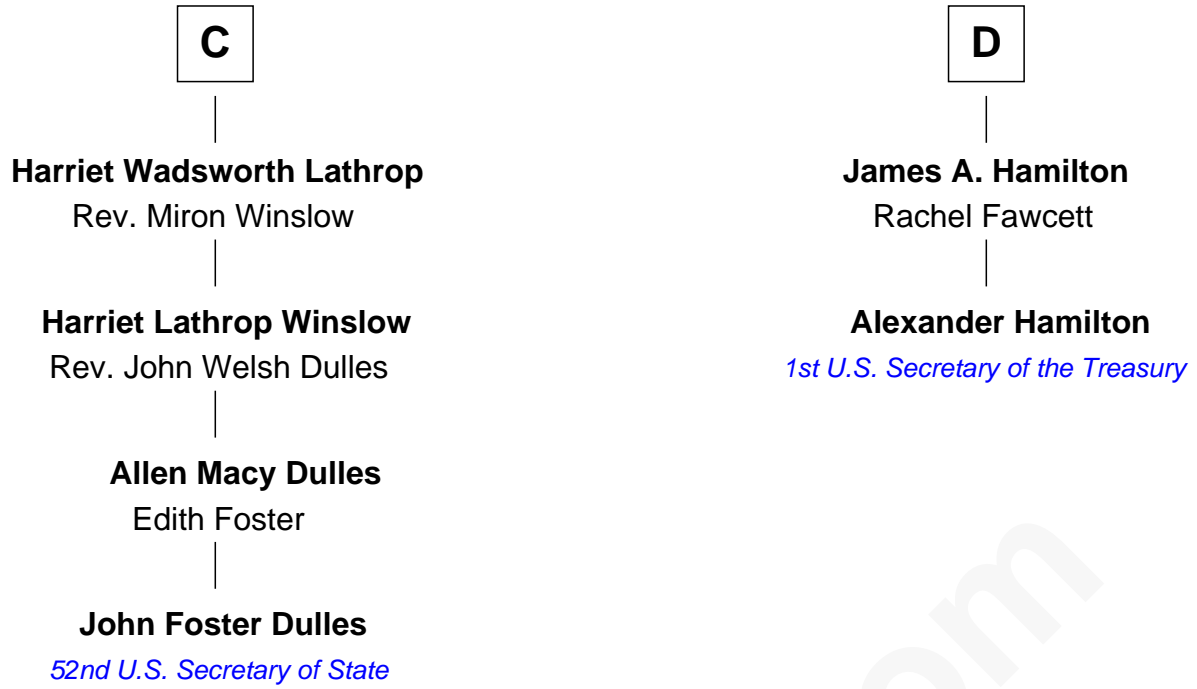 C
Harriet Wadsworth Lathrop
Rev. Miron Winslow
Harriet Lathrop Winslow
Rev. John Welsh Dulles
Allen Macy Dulles
Edith Foster
John Foster Dulles
52nd U.S. Secretary of State
D
James A. Hamilton
Rachel Fawcett
Alexander Hamilton
1st U.S. Secretary of the Treasury
om